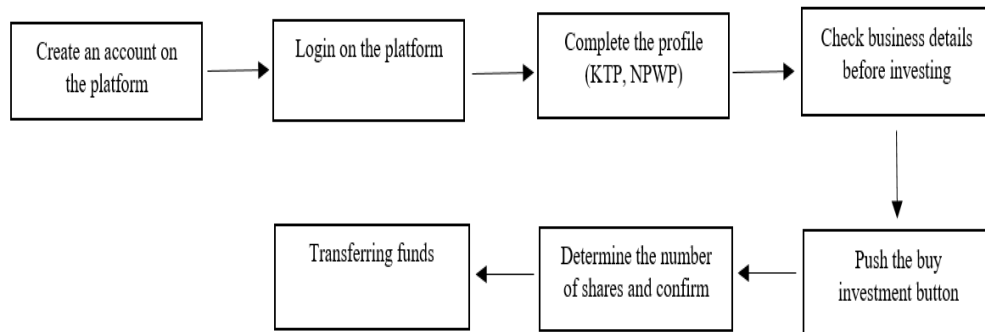 Create an account on
the platform
Login on the platform
Complete the profile
(KTP, NPWP)
Check business details
before investing
Push the buy
investment button
Determine the number
of shares and confirm
Transferring funds